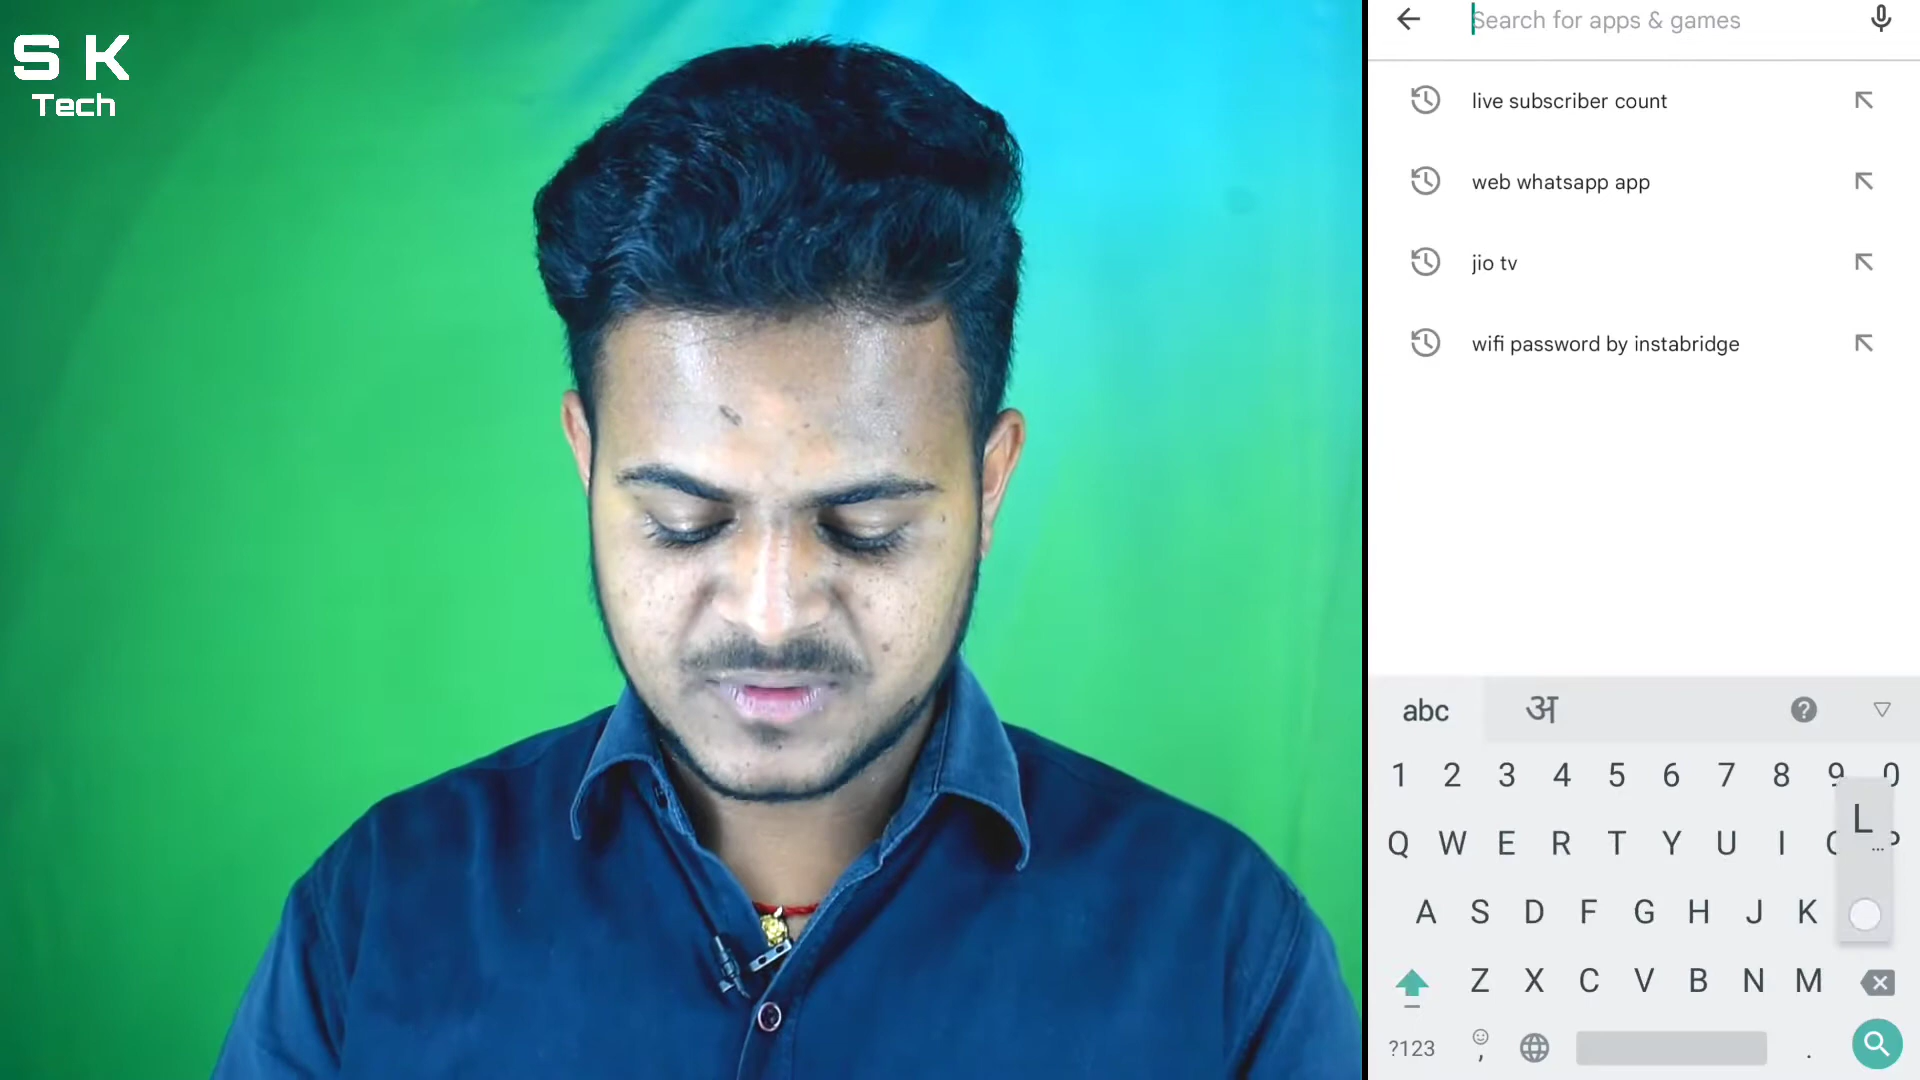 S K
Tech
Search for apps & games
live subscriber count
web whatsapp app
jio tv
wifi password by instabridge
abc अ
1 2 3 4 5 6 7 8 9 0
Q W E R T Y U I P
L
...
A S D F G H J K
Z X C V B N M
?123 , .